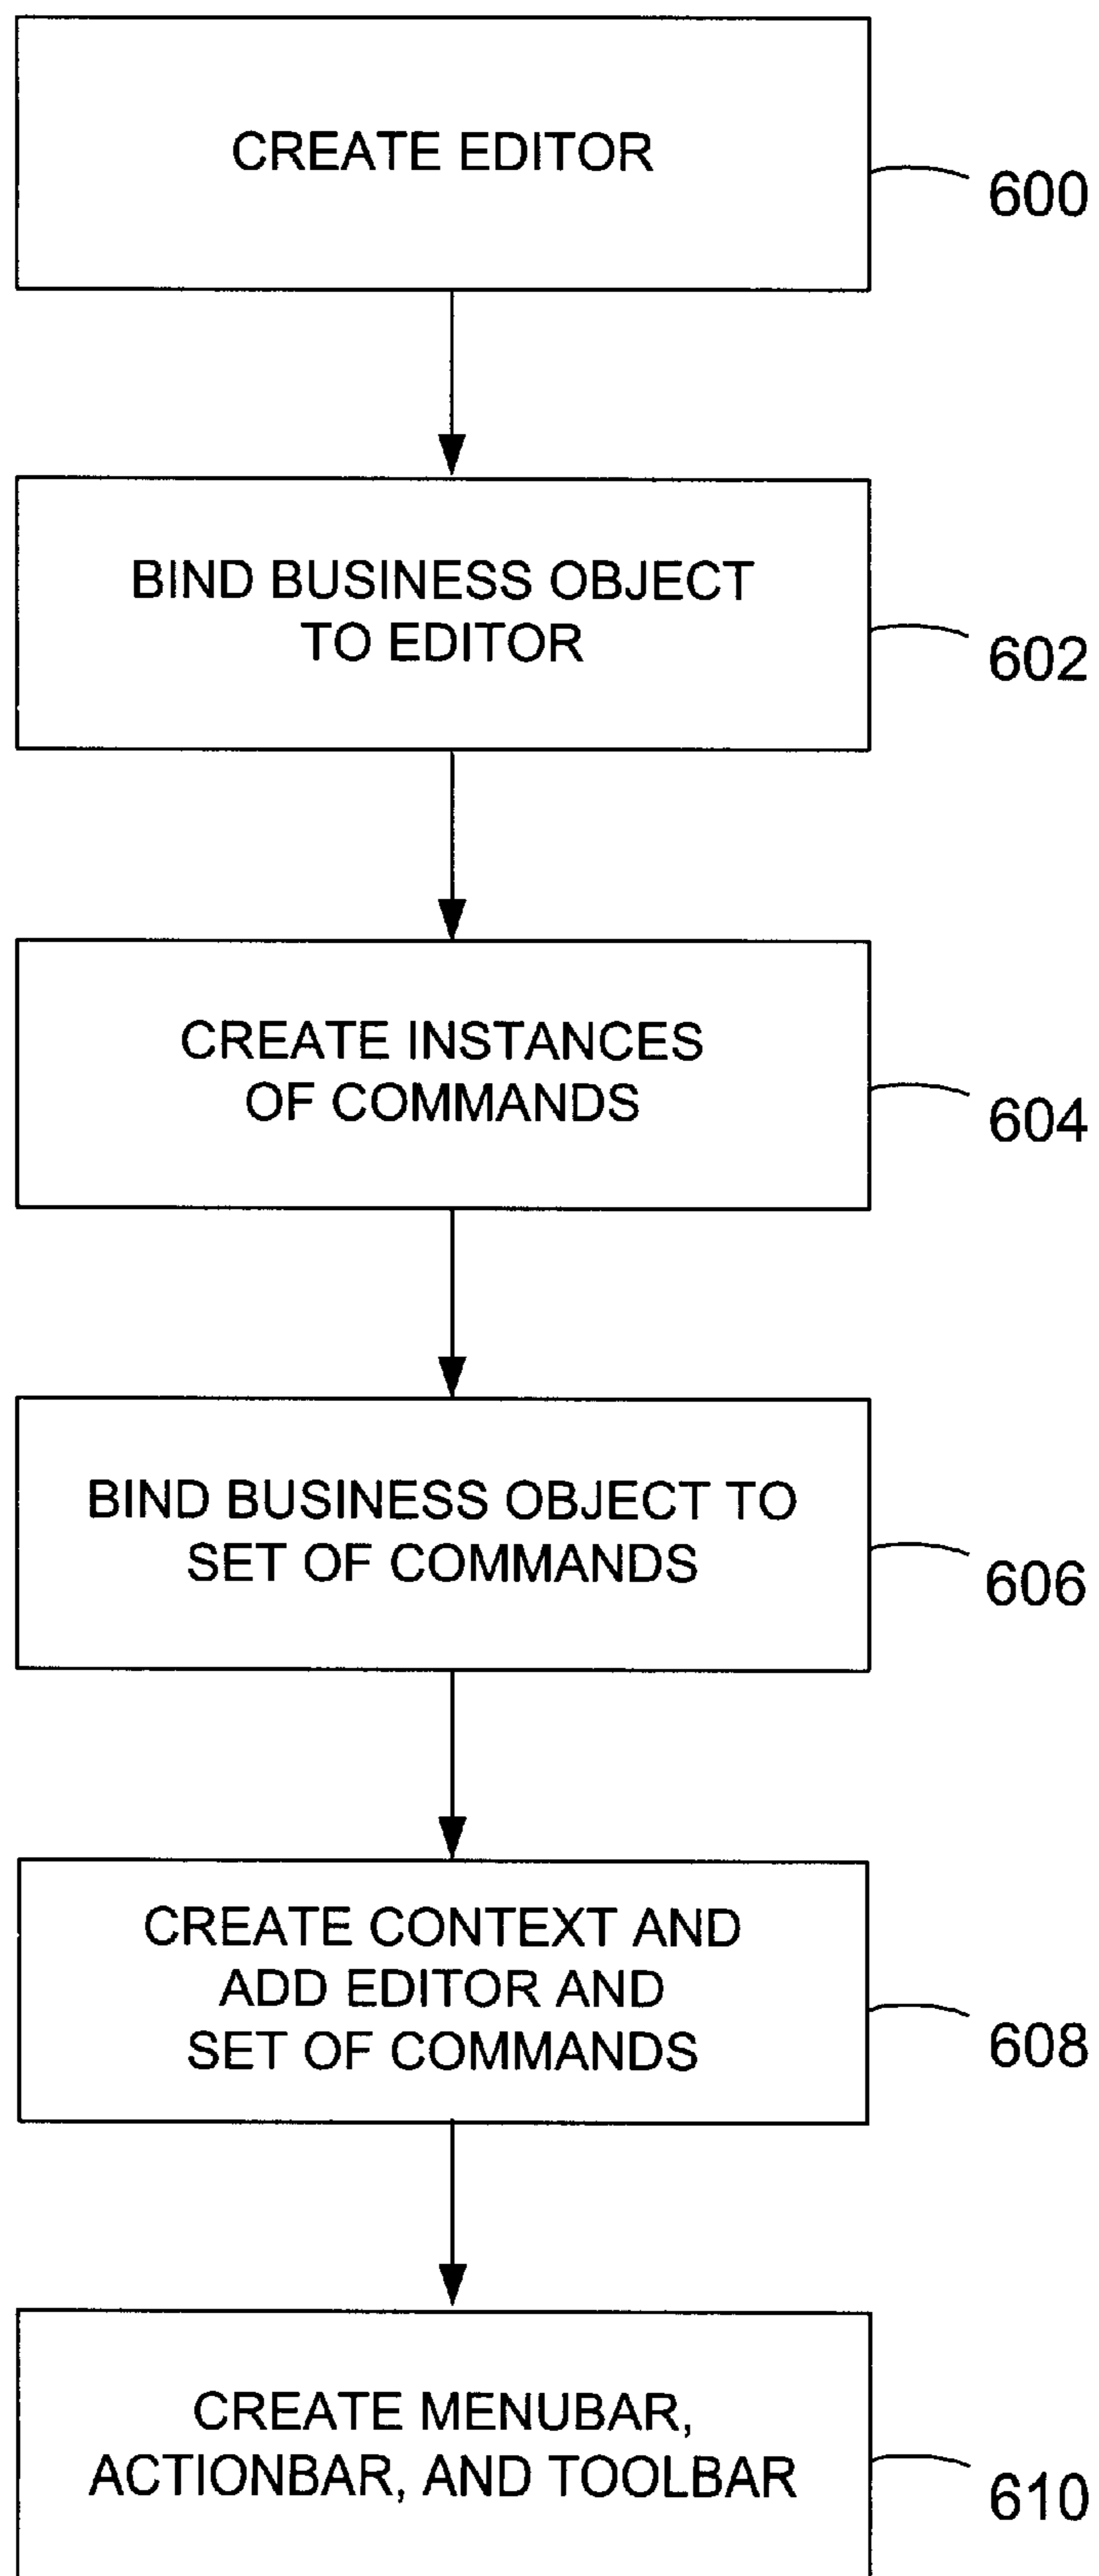 CREATE EDITOR
600
BIND BUSINESS OBJECT
TO EDITOR
602
CREATE INSTANCES
OF COMMANDS
604
BIND BUSINESS OBJECT TO
SET OF COMMANDS
606
CREATE CONTEXT AND
ADD EDITOR AND
SET OF COMMANDS
608
CREATE MENUBAR,
ACTIONBAR, AND TOOLBAR
610